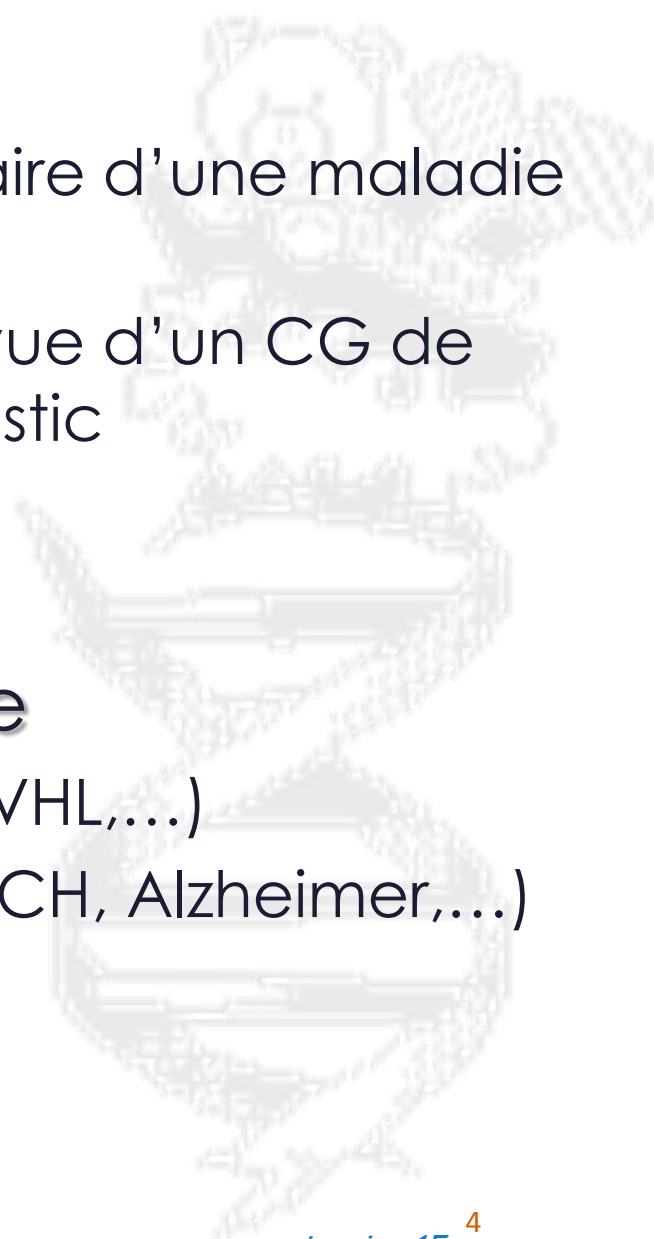 aire d’une maladie
vue d’un CG de
stic
e
VHL,…)
CH, Alzheimer,…)
4